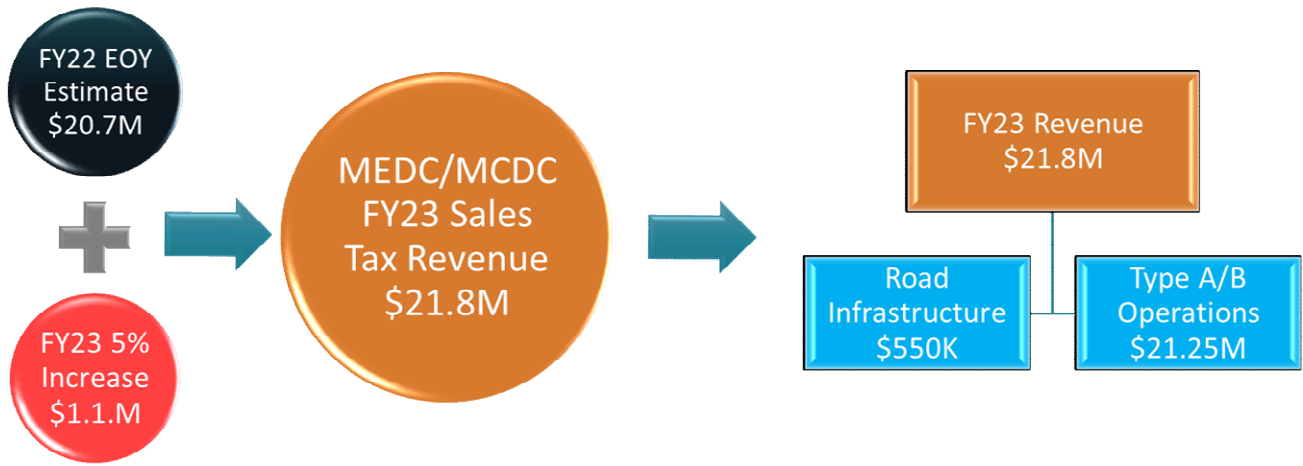 FY22 EOY
Estimate
$20.7M
FY23 5%
Increase
$1.1.M
MEDC/MCDC
FY23 Sales
Tax Revenue
$21.8M
FY23 Revenue
$21.8M
Road
Infrastructure
$550K
Type A/B
Operations
$21.25M